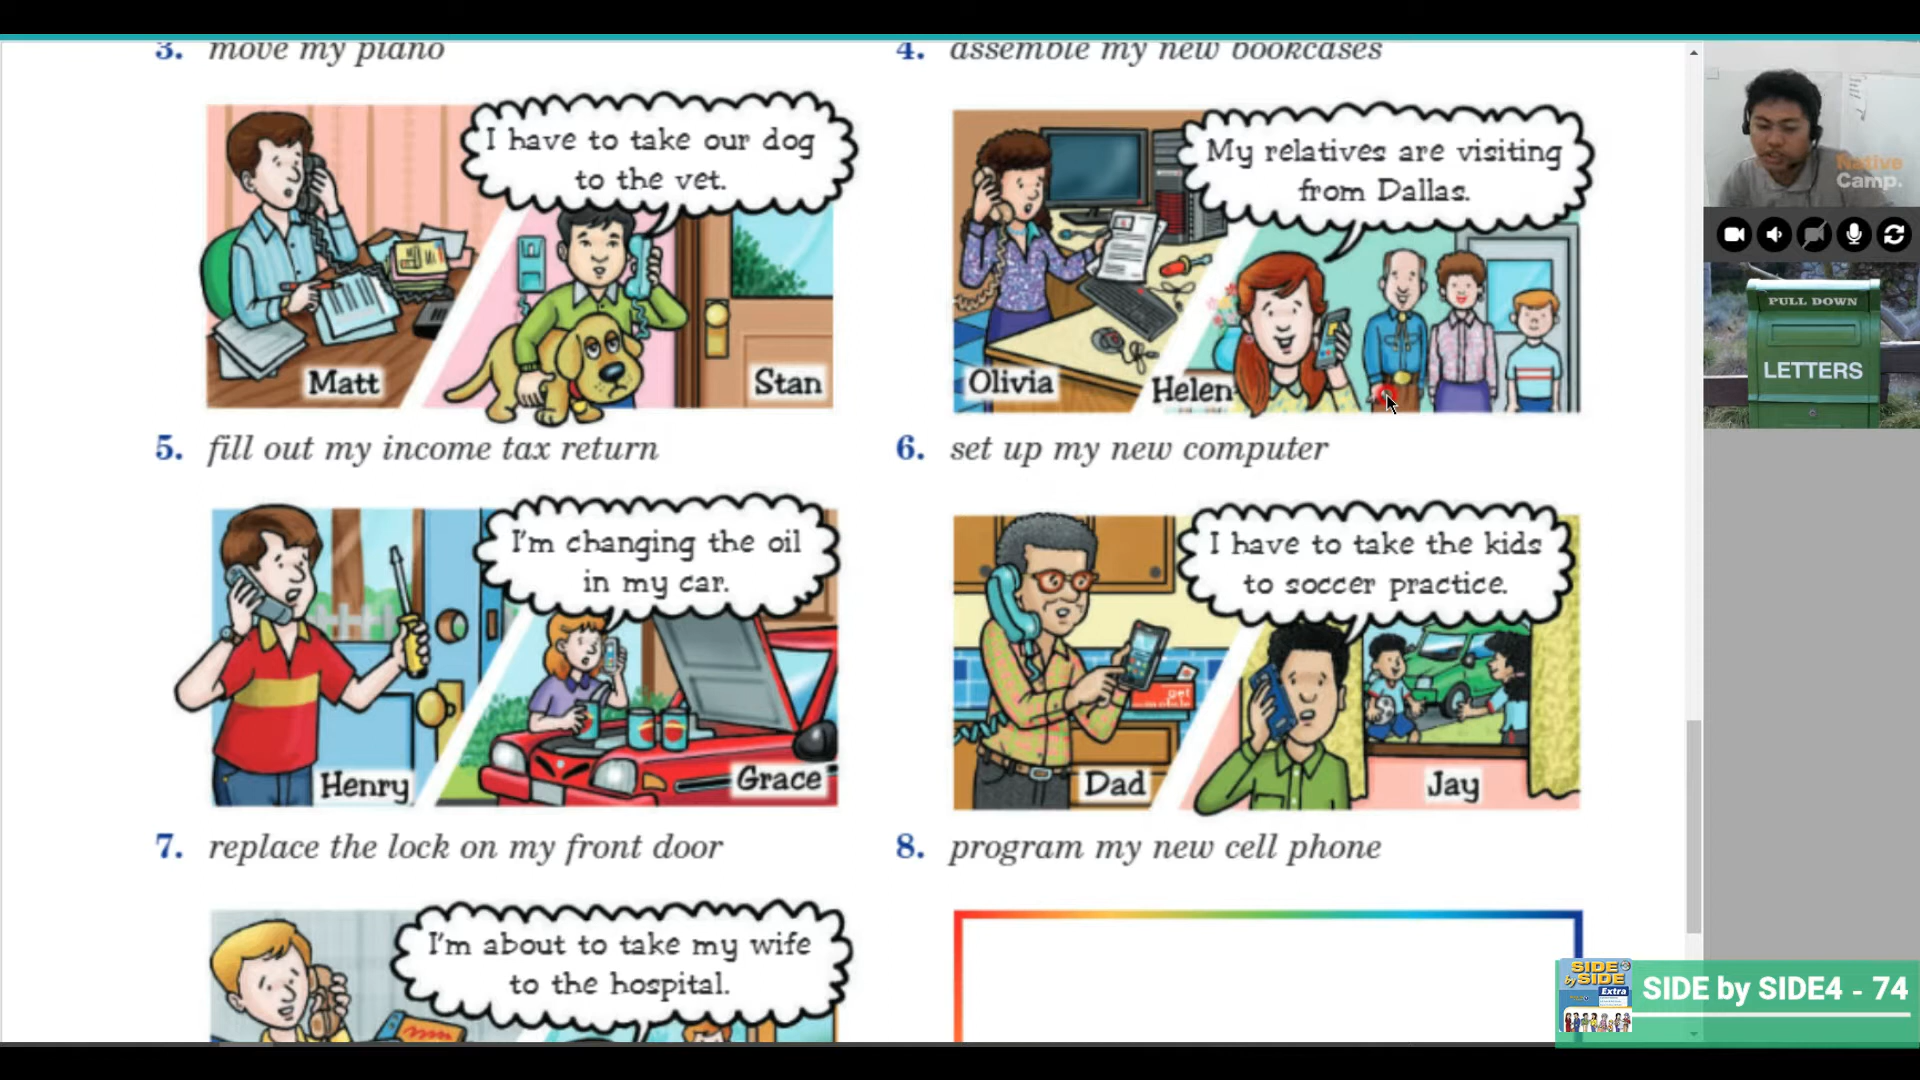 3. move my piano
4. assemble my new bookcases
I have to take our dog
to the vet.
Matt
Stan
My relatives are visiting
from Dallas.
Olivia
Helen
5. fill out my income tax return
6. set up my new computer
I'm changing the oil
in my car.
Henry
Grace
I have to take the kids
to soccer practice.
get
Dad
Jay
7. replace the lock on my front door
8. program my new cell phone
I'm about to take my wife
to the hospital.
Native
Camp.
PULL DOWN
LETTERS
SIDE
by SIDE
Extra
SIDE by SIDE4 - 74